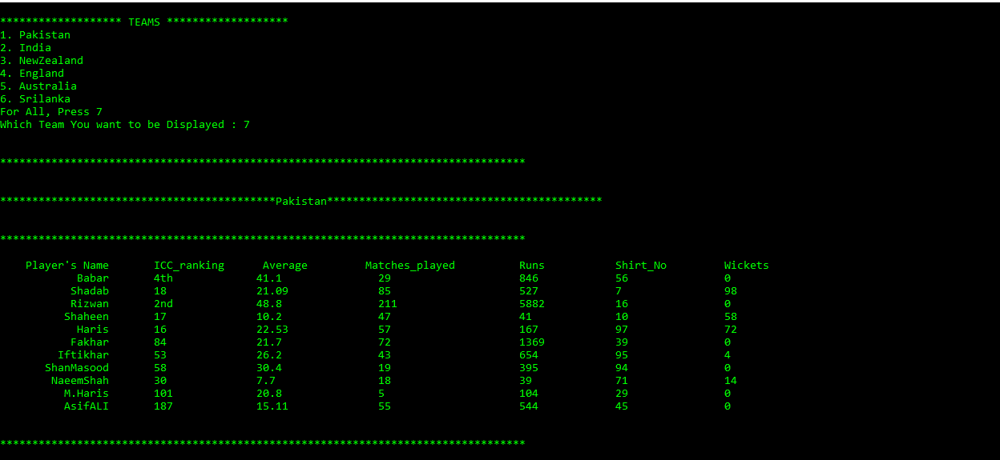 ******************* TEAMS *******************
1. Pakistan
2. India
3. NewZealand
4. England
5. Australia
6. Srilanka
For All, Press 7
Which Team You want to be Displayed : 7
**********************************************************************************
*******************************************Pakistan*******************************************
**********************************************************************************
Player's Name ICC_ranking Average Matches_played Runs Shirt_No Wickets
Babar 4th 41.1 29 846 56 0
Shadab 18 21.09 85 527 7 98
Rizwan 2nd 48.8 211 5882 16 0
Shaheen 17 10.2 47 41 10 58
Haris 16 22.53 57 167 97 72
Fakhar 84 21.7 72 1369 39 0
Iftikhar 53 26.2 43 654 95 4
ShanMasood 58 30.4 19 395 94 0
NaeemShah 30 7.7 18 39 71 14
M.Haris 101 20.8 5 104 29 0
AsifALI 187 15.11 55 544 45 0
**********************************************************************************